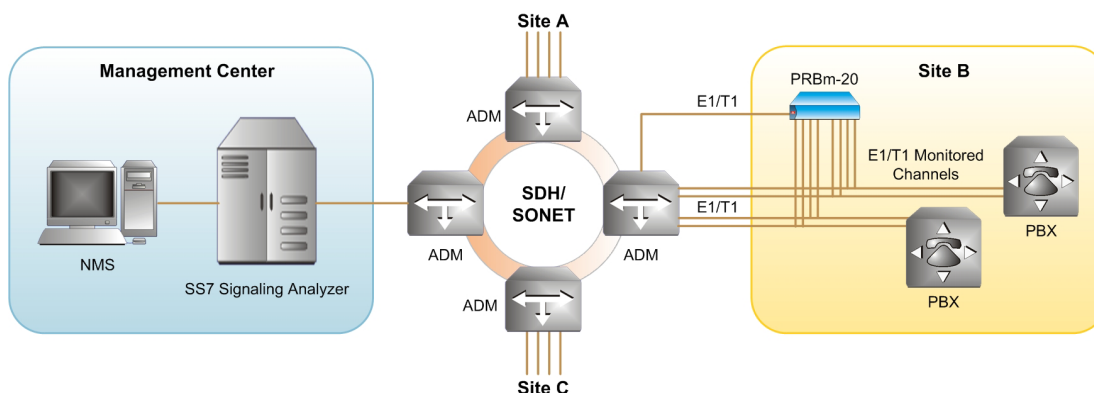 Site A
Management Center
Site B
PRBm-20
ADM
E1/T1
E1/T1 Monitored
Channels
SDH/
SONET
E1/T1
NMS
ADM
ADM
PBX
SS7 Signaling Analyzer
ADM
PBX
Site C